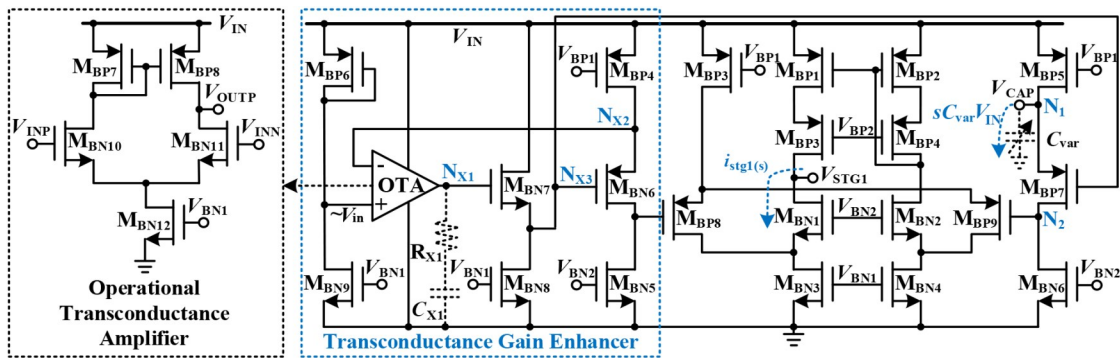 V_IN
M_BP7 M_BP8
V_OUTP
V_INP V_INN
M_BN10 M_BN11
V_BN1
M_BN12
Operational
Transconductance
Amplifier
V_IN
M_BP6
V_BP1
M_BP4
N_X2
- OTA +
~V_in
N_X1
M_BN7
N_X3
M_BN6
R_X1
C_X1
V_BN1
M_BN9
V_BN1
M_BN8
V_BN2
M_BN5
Transconductance Gain Enhancer
M_BP3 V_BP1
M_BP1 M_BP2
V_BP2
M_BP3 M_BP4
i_stg1(s)
V_STG1
M_BP8 M_BP9
M_BN1 V_BN2 M_BN2
V_BN1
M_BN3 M_BN4
V_BP1
M_BP5
V_CAP
N_1
sC_varV_IN
C_var
M_BP7
N_2
V_BN2
M_BN6